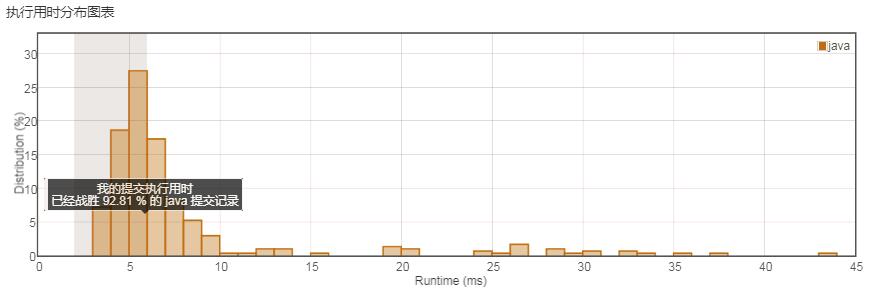 执行用时分布图表
java
30
25
20
15
10
5
0
Distribution (%)
我的提交执行用时
已经战胜 92.81 % 的 java 提交记录
0 5 10 15 20 25 30 35 40 45
Runtime (ms)